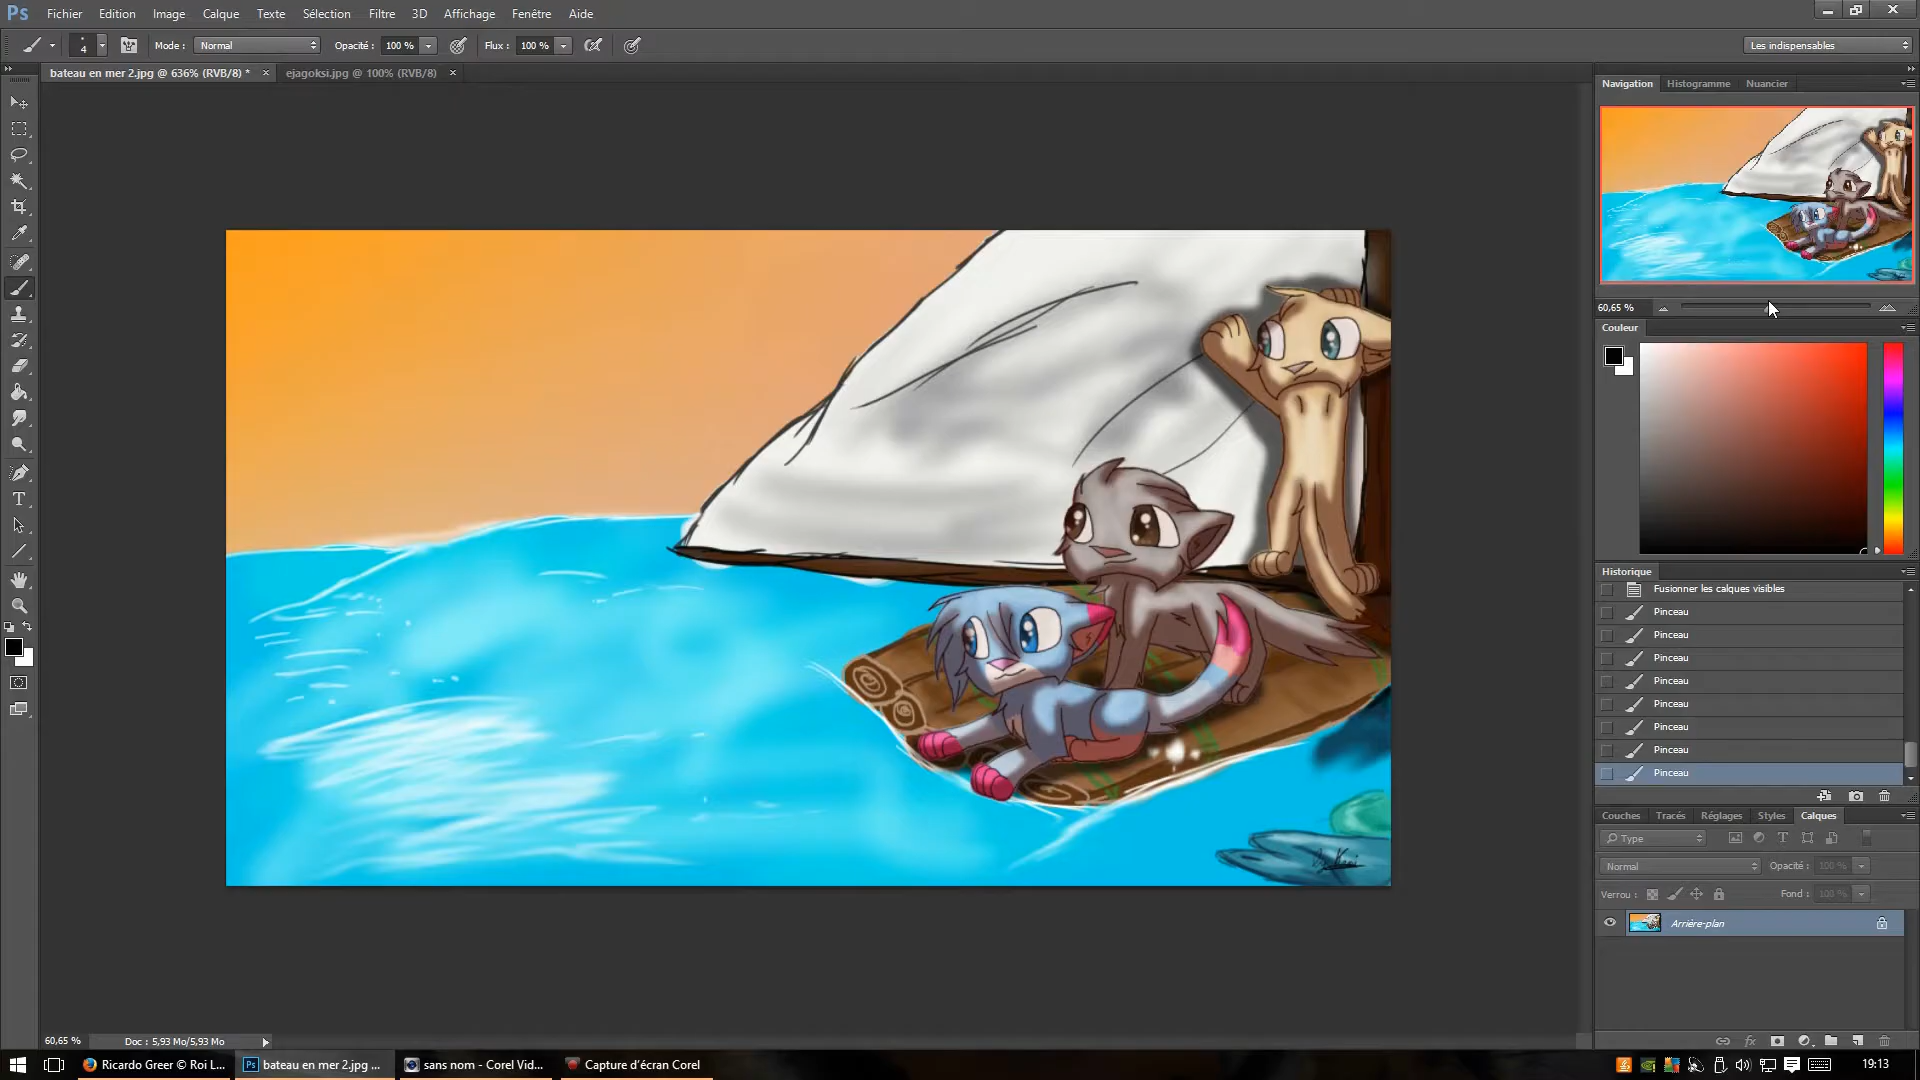 Ps Fichier Edition Image Calque Texte Sélection Filtre 3D Affichage Fenêtre Aide
4 Mode : Normal Opacité : 100 % Flux : 100 % Les indispensables
bateau en mer 2.jpg @ 636% (RVB/8) * × ejagoksi.jpg @ 100% (RVB/8) ×
Navigation Histogramme Nuancier
60,65 %
Couleur
Historique
Fusionner les calques visibles
Pinceau
Pinceau
Pinceau
Pinceau
Pinceau
Pinceau
Pinceau
Pinceau
Couches Tracés Réglages Styles Calques
Type
Normal Opacité : 100 %
Verrou : Fond : 100 %
Arrière-plan
60,65 % Doc : 5,93 Mo/5,93 Mo
Ricardo Greer © Roi L... bateau en mer 2.jpg ... sans nom - Corel Vid... Capture d'écran Corel 19:13